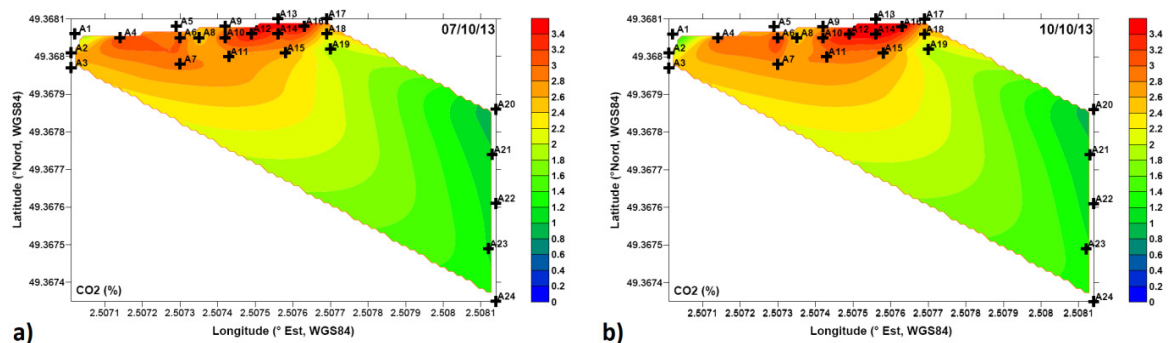 07/10/13
49.3681
49.368
49.3679
49.3678
49.3677
49.3676
49.3675
49.3674
Latitude (°Nord, WGS84)
A1
A2
A3
A4
A5
A6
A7
A8
A9
A10
A11
A12
A13
A14
A15
A16
A17
A18
A19
A20
A21
A22
A23
A24
CO2 (%)
2.5071 2.5072 2.5073 2.5074 2.5075 2.5076 2.5077 2.5078 2.5079 2.508 2.5081
Longitude (° Est, WGS84)
3.4
3.2
3
2.8
2.6
2.4
2.2
2
1.8
1.6
1.4
1.2
1
0.8
0.6
0.4
0.2
0
a)
10/10/13
49.3681
49.368
49.3679
49.3678
49.3677
49.3676
49.3675
49.3674
Latitude (°Nord, WGS84)
A1
A2
A3
A4
A5
A6
A7
A8
A9
A10
A11
A12
A13
A14
A15
A16
A17
A18
A19
A20
A21
A22
A23
A24
CO2 (%)
2.5071 2.5072 2.5073 2.5074 2.5075 2.5076 2.5077 2.5078 2.5079 2.508 2.5081
Longitude (° Est, WGS84)
3.4
3.2
3
2.8
2.6
2.4
2.2
2
1.8
1.6
1.4
1.2
1
0.8
0.6
0.4
0.2
0
b)